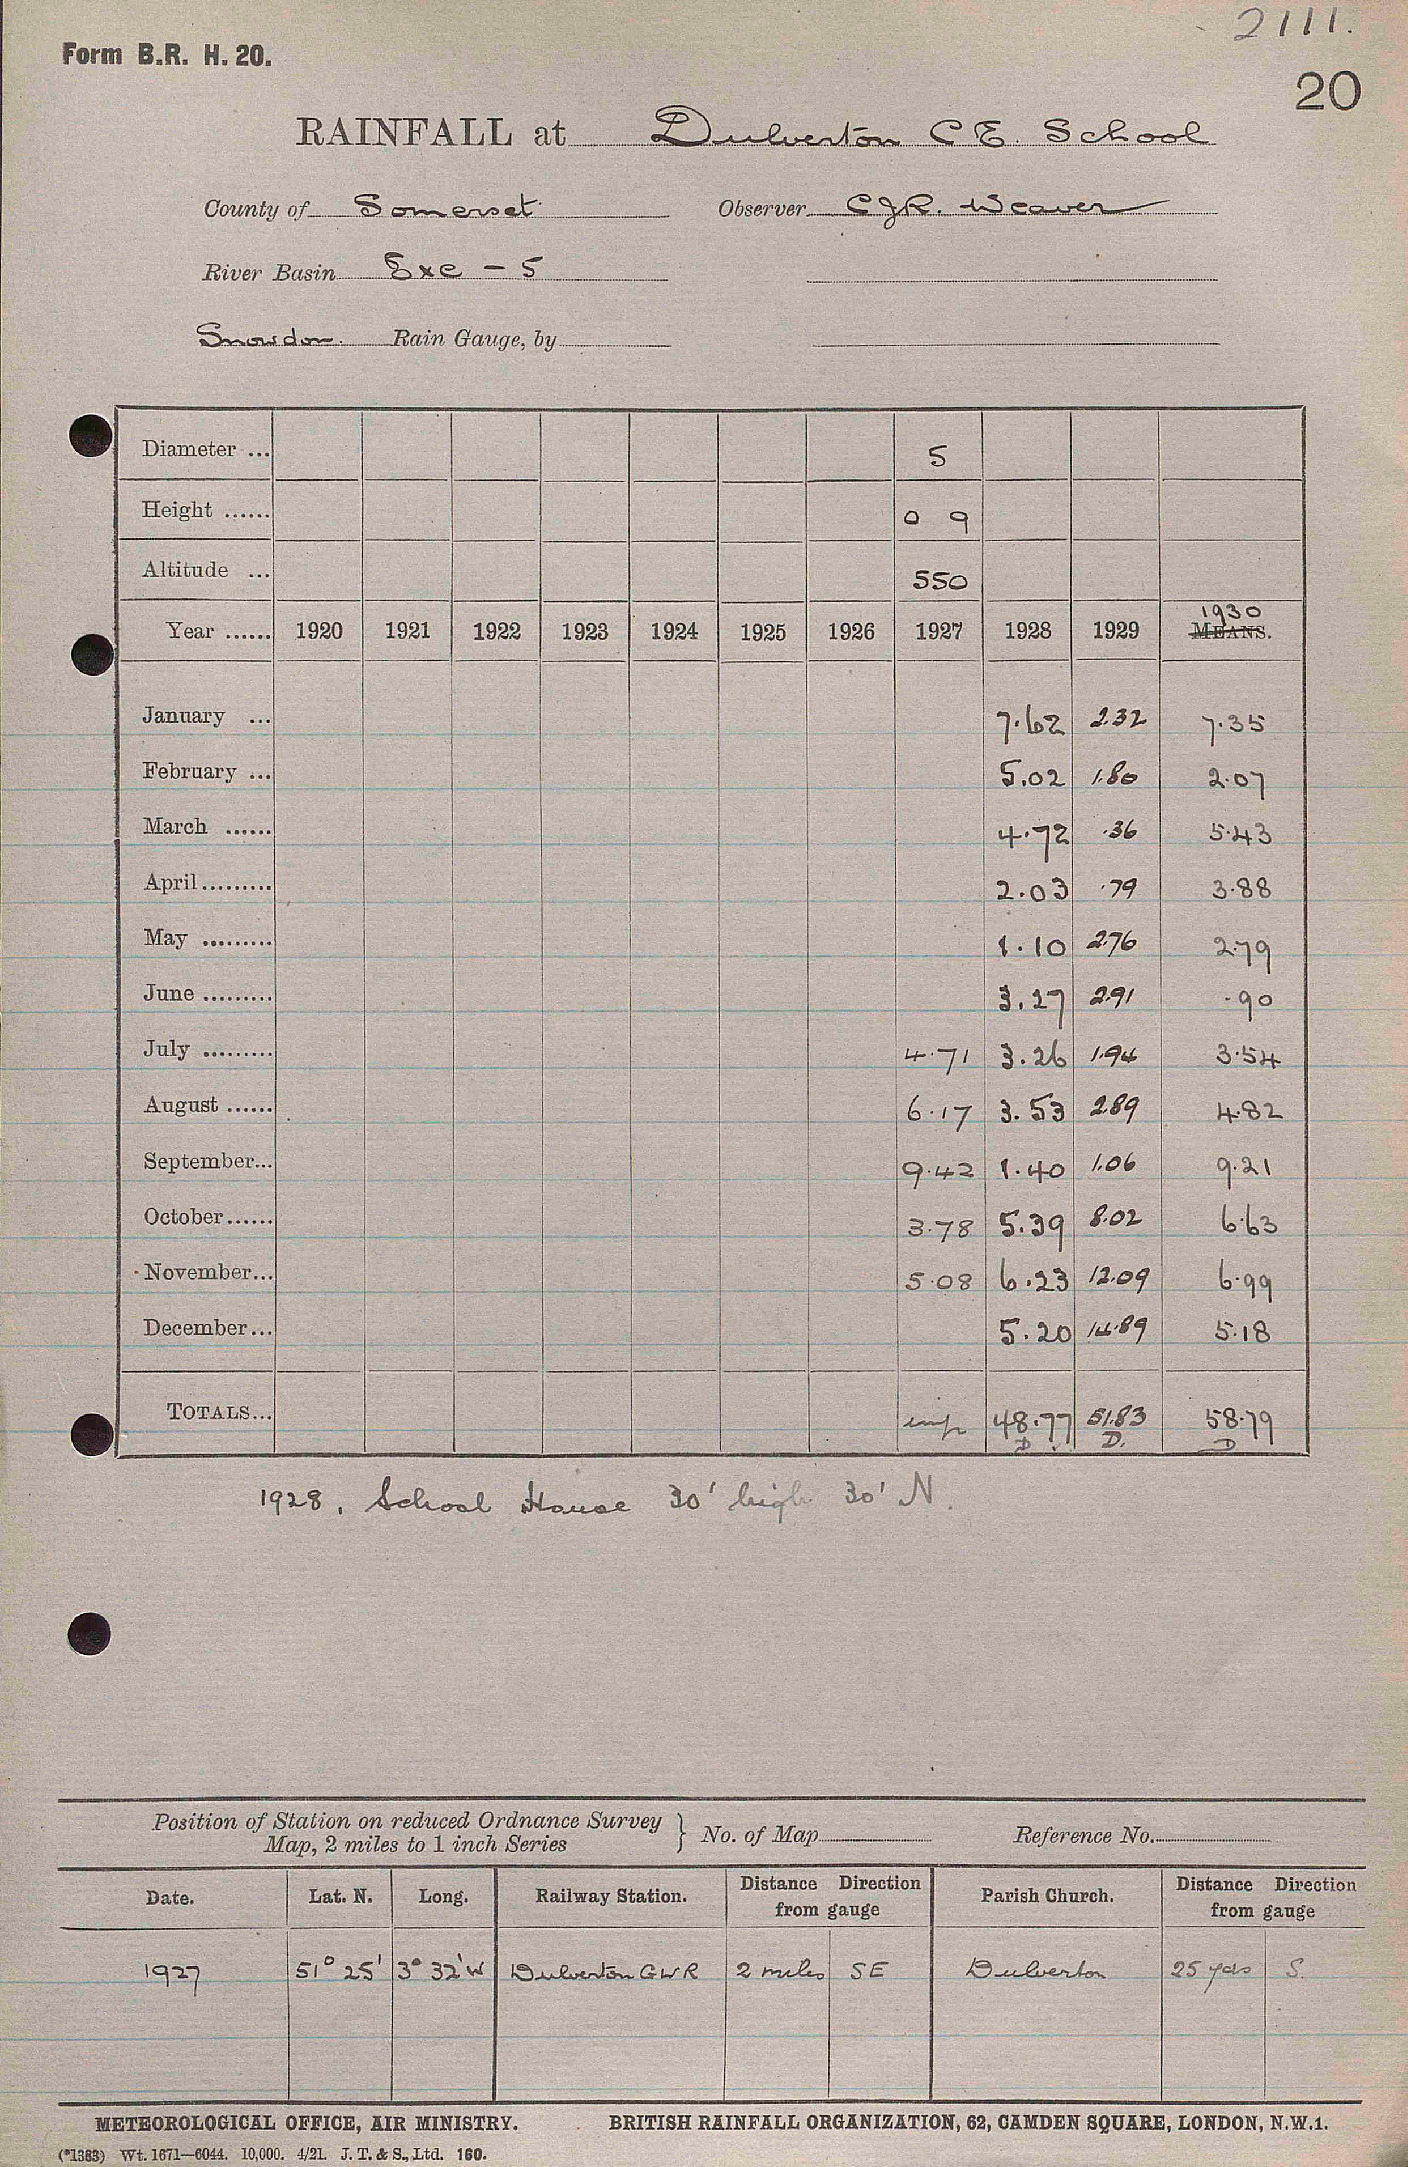 2111.
Form B.R. H. 20.
20
RAINFALL at Dulverton C E. School
County of Somerset Observer CJR. Weaver
River Basin Exe - 5
Snowdon. Rain Gauge, by
Diameter ... 5
Height ...... 0 9
Altitude ... 550
Year ...... 1920 1921 1922 1923 1924 1925 1926 1927 1928 1929 1930 MEANS.
January ... 7.62 2.32 7.35
February ... 5.02 1.80 2.07
March ...... 4.72 .36 5.43
April......... 2.03 .79 3.88
May ......... 1.10 2.76 2.79
June ......... 3.27 2.91 .90
July ......... 4.71 3.26 1.94 3.54
August ...... 6.17 3.53 2.89 4.82
September... 9.42 1.40 1.06 9.21
October...... 3.78 5.39 8.02 6.63
November... 5.08 6.23 12.09 6.99
December... 5.20 14.89 5.18
TOTALS... imp 48.77 51.83 58.79
D D. D
1928. School House 30' high 30' N.
Position of Station on reduced Ordnance Survey
Map, 2 miles to 1 inch Series } No. of Map Reference No.
Date. Lat. N. Long. Railway Station. Distance Direction from gauge Parish Church. Distance Direction from gauge
1927 51° 25' 3° 32' W Dulverton GWR 2 miles SE Dulverton 25 yds S.
METEOROLOGICAL OFFICE, AIR MINISTRY. BRITISH RAINFALL ORGANIZATION, 62, CAMDEN SQUARE, LONDON, N.W.1.
(*1383) Wt. 1671—6044. 10,000. 4/21. J. T. & S., Ltd. 160.